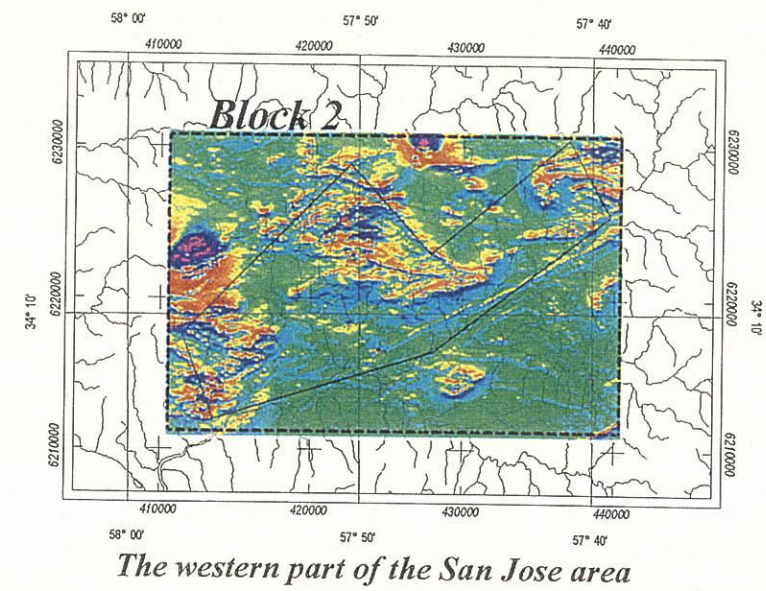 58° 00' 57° 50' 57° 40'
410000 420000 430000 440000
Block 2
6230000 6230000
34° 10' 6220000 6220000 34° 10'
6210000 6210000
410000 420000 430000 440000
58° 00' 57° 50' 57° 40'
The western part of the San Jose area